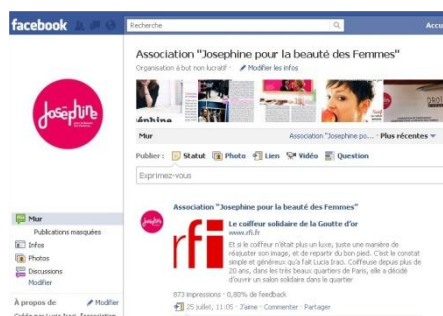 facebook
Recherche
Accu
Association "Josephine pour la beauté des Femmes"
Organisation à but non lucratif · Modifier les infos
Joséphine
éphine
Mur
Association "Josephine po... · Plus récentes
Publier : Statut Photo Lien Vidéo Question
Exprimez-vous
Mur
Publications masquées
Infos
Photos
Discussions
Modifier
À propos de
Modifier
Association "Josephine pour la beauté des Femmes"
rfi
Le coiffeur solidaire de la Goutte d'or
www.rfi.fr
Et si le coiffeur n'était plus un luxe, juste une manière de
réajuster son image, et de repartir du bon pied. C'est le constat
simple et généreux qu'a fait Lucia Iraci. Coiffeuse depuis plus de
20 ans, dans les très beaux quartiers de Paris, elle a décidé
d'ouvrir un salon solidaire dans le quartier
873 impressions · 0,80% de feedback
25 juillet, 11:05 · J'aime · Commenter · Partager